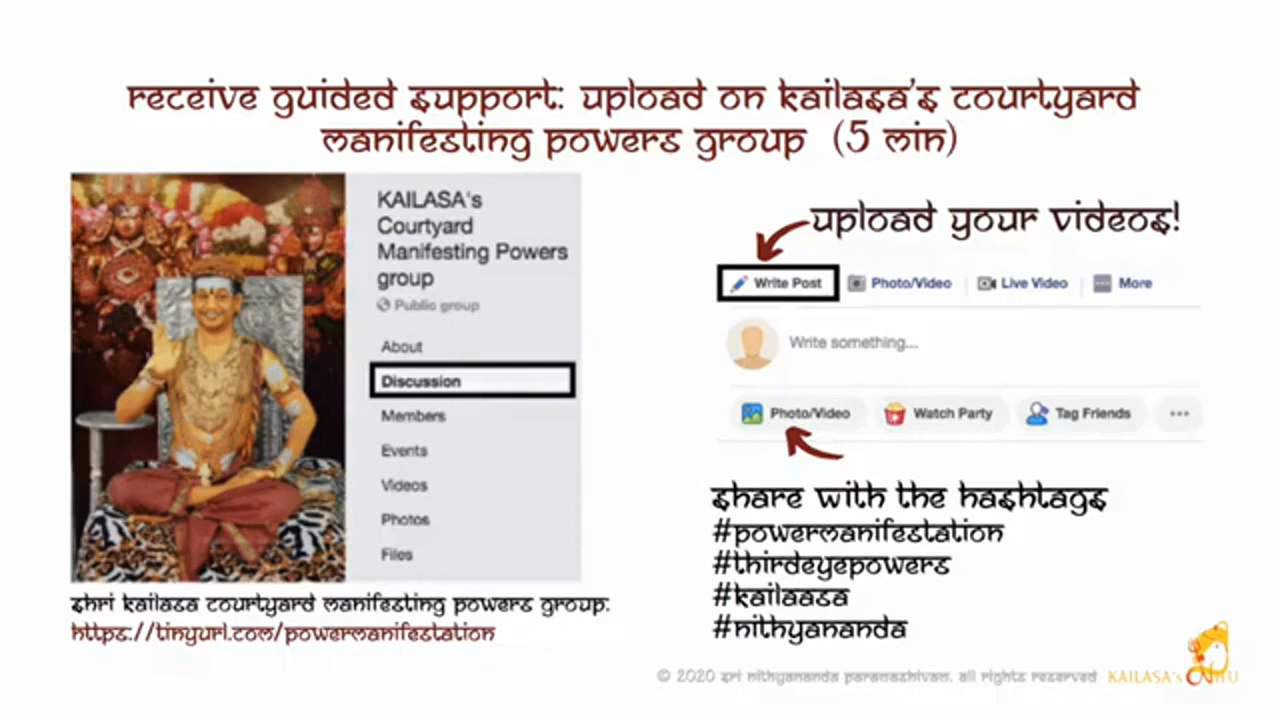 receive guided support: upload on kailasa's courtyard
manifesting powers group (5 min)
KAILASA's
Courtyard
Manifesting Powers
group
Public group
About
Discussion
Members
Events
Videos
Photos
Files
shri kailasa courtyard manifesting powers group:
https://tinyurl.com/powermanifestation
upload your videos!
Write Post
Photo/Video
Live Video
More
Write something...
Photo/Video
Watch Party
Tag Friends
share with the hashtags
#powermanifestation
#thirdeyepowers
#kailaasa
#nithyananda
© 2020 sri nithyananda paramashivam. all rights reserved
KAILASA's